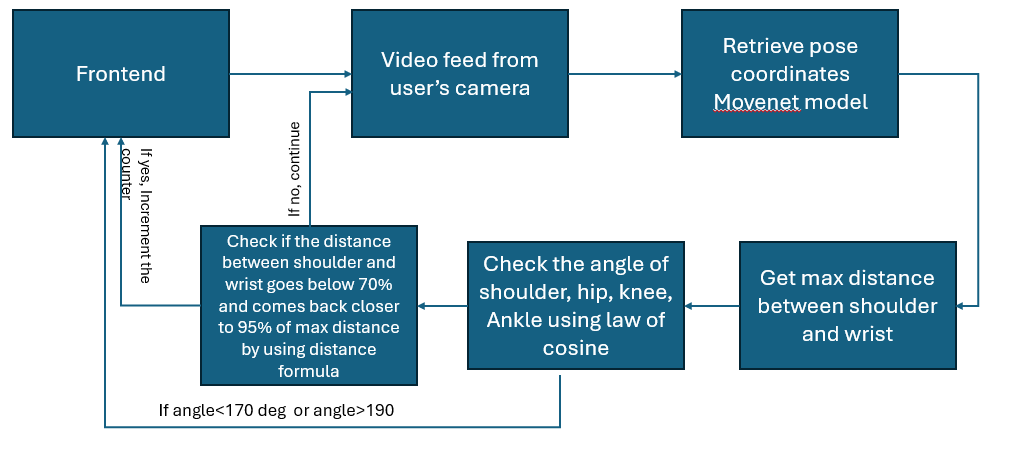 Frontend
Video feed from
user’s camera
Retrieve pose
coordinates
Movenet model
If yes, Increment the
counter
If no, continue
Check if the distance
between shoulder and
wrist goes below 70%
and comes back closer
to 95% of max distance
by using distance
formula
Check the angle of
shoulder, hip, knee,
Ankle using law of
cosine
Get max distance
between shoulder
and wrist
If angle<170 deg  or angle>190